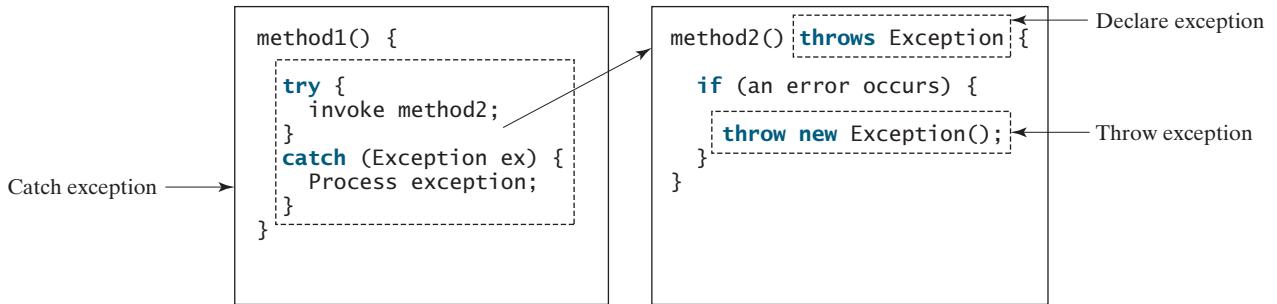 Catch exception
method1() {
try {
invoke method2;
}
catch (Exception ex) {
Process exception;
}
}
method2() throws Exception {
if (an error occurs) {
throw new Exception();
}
}
Declare exception
Throw exception